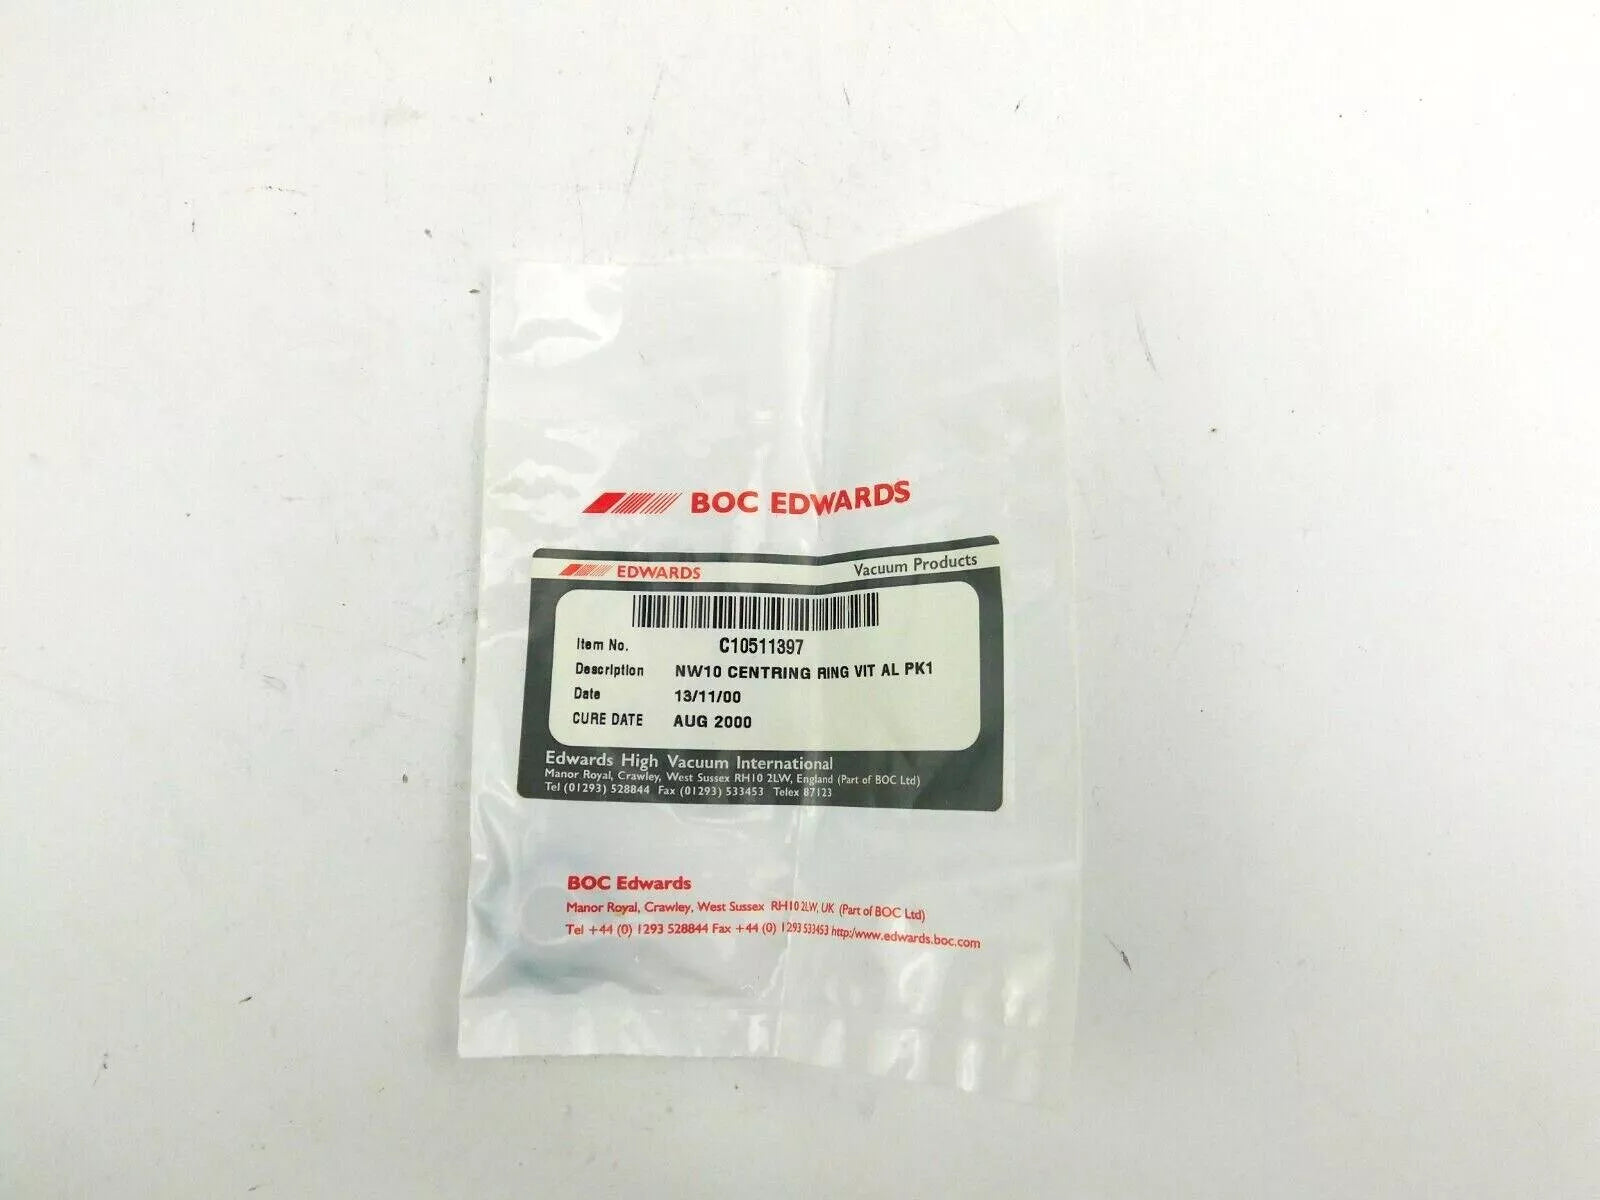 BOC EDWARDS
EDWARDS Vacuum Products
Item No. C10511397
Description NW10 CENTRING RING VIT AL PK1
Date 13/11/00
CURE DATE AUG 2000
Edwards High Vacuum International
Manor Royal, Crawley, West Sussex RH10 2LW, England (Part of BOC Ltd)
Tel (01293) 528844 Fax (01293) 533453 Telex 87123
BOC Edwards
Manor Royal, Crawley, West Sussex RH10 2LW, UK (Part of BOC Ltd)
Tel +44 (0) 1293 528844 Fax +44 (0) 1293 533453 http:/www.edwards.boc.com